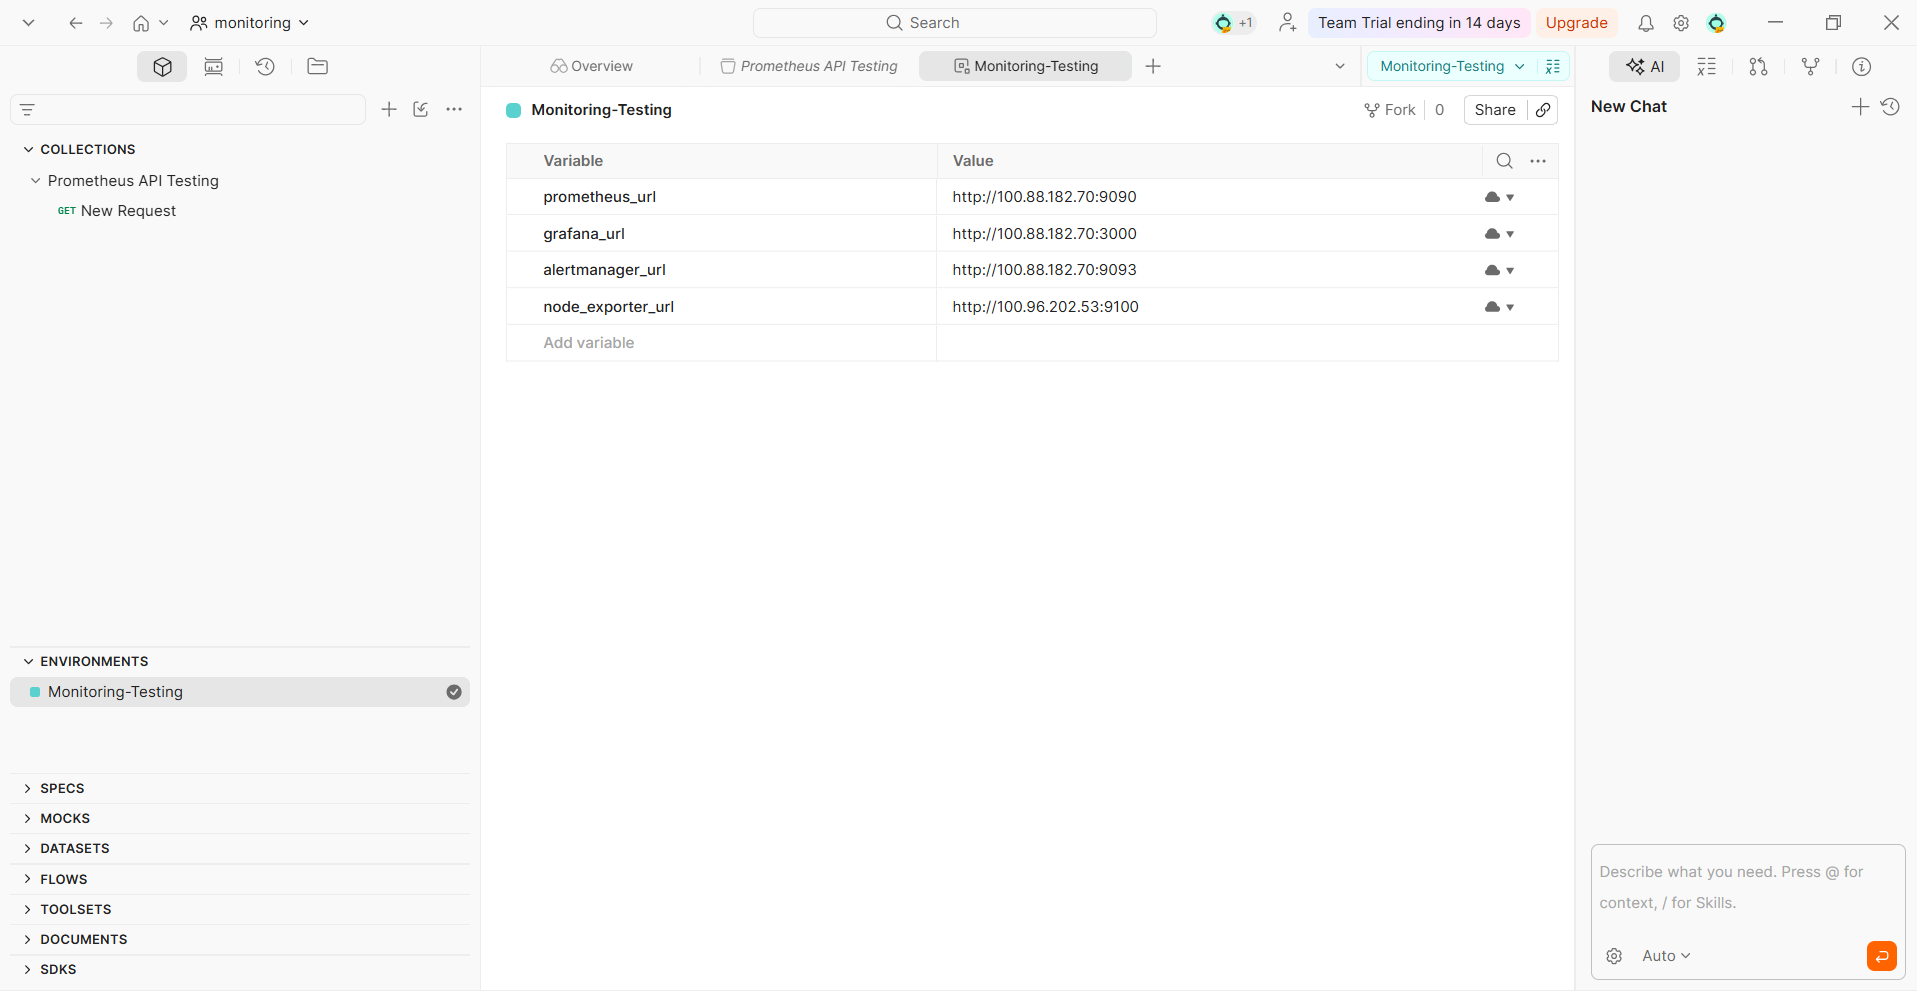 monitoring
Search
+1
Team Trial ending in 14 days
Upgrade
Overview
Prometheus API Testing
Monitoring-Testing
Monitoring-Testing
AI
Monitoring-Testing
Fork
0
Share
New Chat
COLLECTIONS
Prometheus API Testing
GET New Request
Variable
Value
prometheus_url
http://100.88.182.70:9090
grafana_url
http://100.88.182.70:3000
alertmanager_url
http://100.88.182.70:9093
node_exporter_url
http://100.96.202.53:9100
Add variable
ENVIRONMENTS
Monitoring-Testing
SPECS
MOCKS
DATASETS
FLOWS
TOOLSETS
DOCUMENTS
SDKS
Describe what you need. Press @ for
context, / for Skills.
Auto